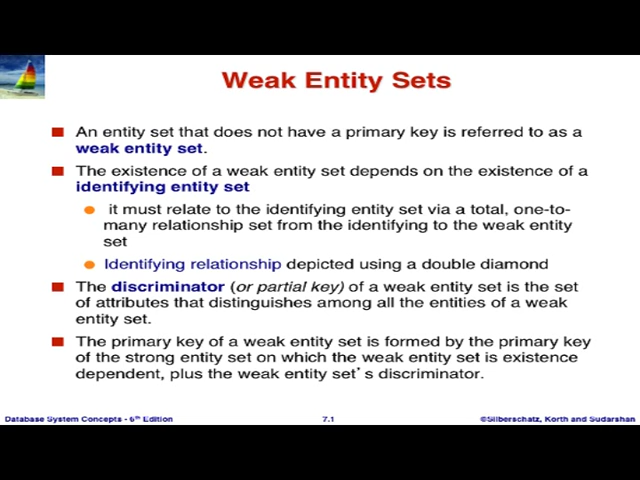 Weak Entity Sets
An entity set that does not have a primary key is referred to as a
weak entity set.
The existence of a weak entity set depends on the existence of a
identifying entity set
it must relate to the identifying entity set via a total, one-to-
many relationship set from the identifying to the weak entity
set
Identifying relationship depicted using a double diamond
The discriminator (or partial key) of a weak entity set is the set
of attributes that distinguishes among all the entities of a weak
entity set.
The primary key of a weak entity set is formed by the primary key
of the strong entity set on which the weak entity set is existence
dependent, plus the weak entity set's discriminator.
Database System Concepts - 6th Edition 7.1 ©Silberschatz, Korth and Sudarshan